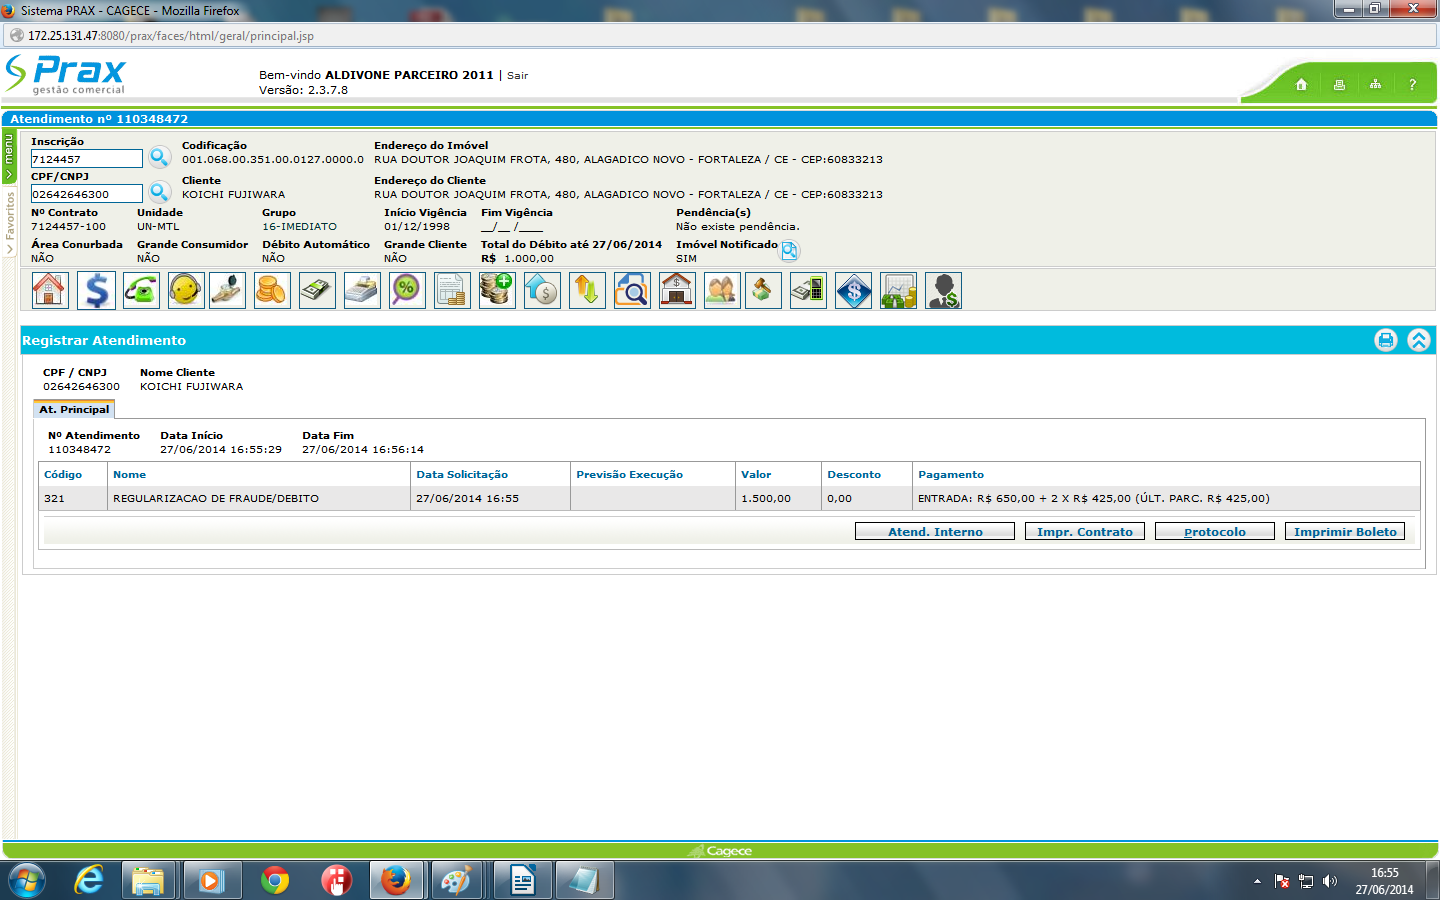 Sistema PRAX - CAGECE - Mozilla Firefox
172.25.131.47:8080/prax/faces/html/geral/principal.jsp
Prax
gestão comercial
Bem-vindo ALDIVONE PARCEIRO 2011 | Sair
Versão: 2.3.7.8
?
Atendimento nº 110348472
menu
Favoritos
Inscrição Codificação Endereço do Imóvel
7124457 001.068.00.351.00.0127.0000.0 RUA DOUTOR JOAQUIM FROTA, 480, ALAGADICO NOVO - FORTALEZA / CE - CEP:60833213
CPF/CNPJ Cliente Endereço do Cliente
02642646300 KOICHI FUJIWARA RUA DOUTOR JOAQUIM FROTA, 480, ALAGADICO NOVO - FORTALEZA / CE - CEP:60833213
Nº Contrato Unidade Grupo Início Vigência Fim Vigência Pendência(s)
7124457-100 UN-MTL 16-IMEDIATO 01/12/1998 __/__ /____ Não existe pendência.
Área Conurbada Grande Consumidor Débito Automático Grande Cliente Total do Débito até 27/06/2014 Imóvel Notificado
NÃO NÃO NÃO NÃO R$ 1.000,00 SIM
Registrar Atendimento
CPF / CNPJ Nome Cliente
02642646300 KOICHI FUJIWARA
At. Principal
Nº Atendimento Data Início Data Fim
110348472 27/06/2014 16:55:29 27/06/2014 16:56:14
Código Nome Data Solicitação Previsão Execução Valor Desconto Pagamento
321 REGULARIZACAO DE FRAUDE/DEBITO 27/06/2014 16:55 1.500,00 0,00 ENTRADA: R$ 650,00 + 2 X R$ 425,00 (ÚLT. PARC. R$ 425,00)
Atend. Interno Impr. Contrato Protocolo Imprimir Boleto
Cagece
16:55
27/06/2014